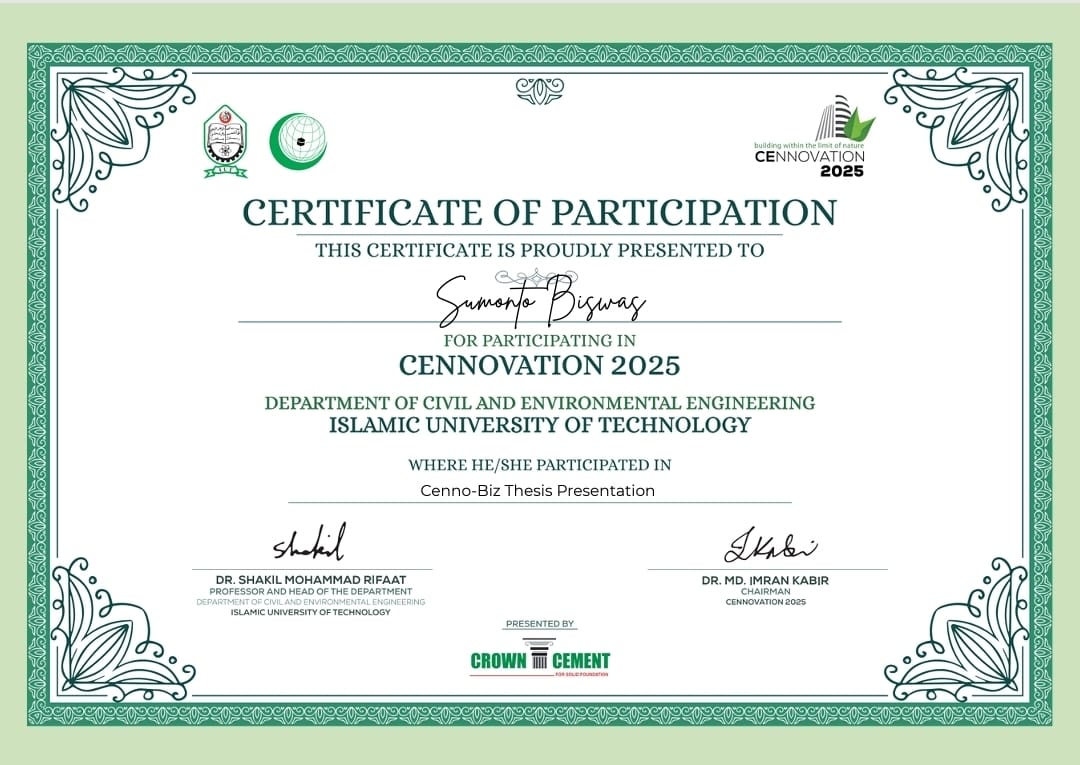 building within the limit of nature
CENNOVATION
2025
CERTIFICATE OF PARTICIPATION
THIS CERTIFICATE IS PROUDLY PRESENTED TO
Sumonto Biswas
FOR PARTICIPATING IN
CENNOVATION 2025
DEPARTMENT OF CIVIL AND ENVIRONMENTAL ENGINEERING
ISLAMIC UNIVERSITY OF TECHNOLOGY
WHERE HE/SHE PARTICIPATED IN
Cenno-Biz Thesis Presentation
Shakil
DR. SHAKIL MOHAMMAD RIFAAT
PROFESSOR AND HEAD OF THE DEPARTMENT
DEPARTMENT OF CIVIL AND ENVIRONMENTAL ENGINEERING
ISLAMIC UNIVERSITY OF TECHNOLOGY
IKabir
DR. MD. IMRAN KABIR
CHAIRMAN
CENNOVATION 2025
PRESENTED BY
CROWN CEMENT
FOR SOLID FOUNDATION